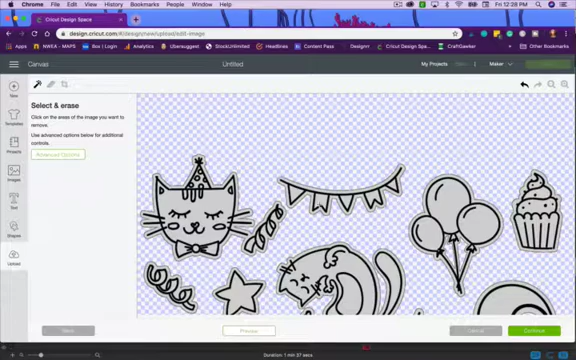 Chrome File Edit View History Bookmarks People Window Help
Fri 12:28 PM
Cricut Design Space
design.cricut.com/#/design/new/upload/edit-image
Apps NWEA - MAPS Box | Login Analytics Ubersuggest StockUnlimited Headlines Content Pass Cricut Design Spa... CraftGawker Other Bookmarks
Canvas Untitled My Projects Maker
New
Templates
Projects
Images
Text
Shapes
Upload
Select & erase
Click on the areas of the image you want to
remove.
Use advanced options below for additional
controls.
Advanced Options
Preview Cancel Continue
Duration: 1 min 37 secs